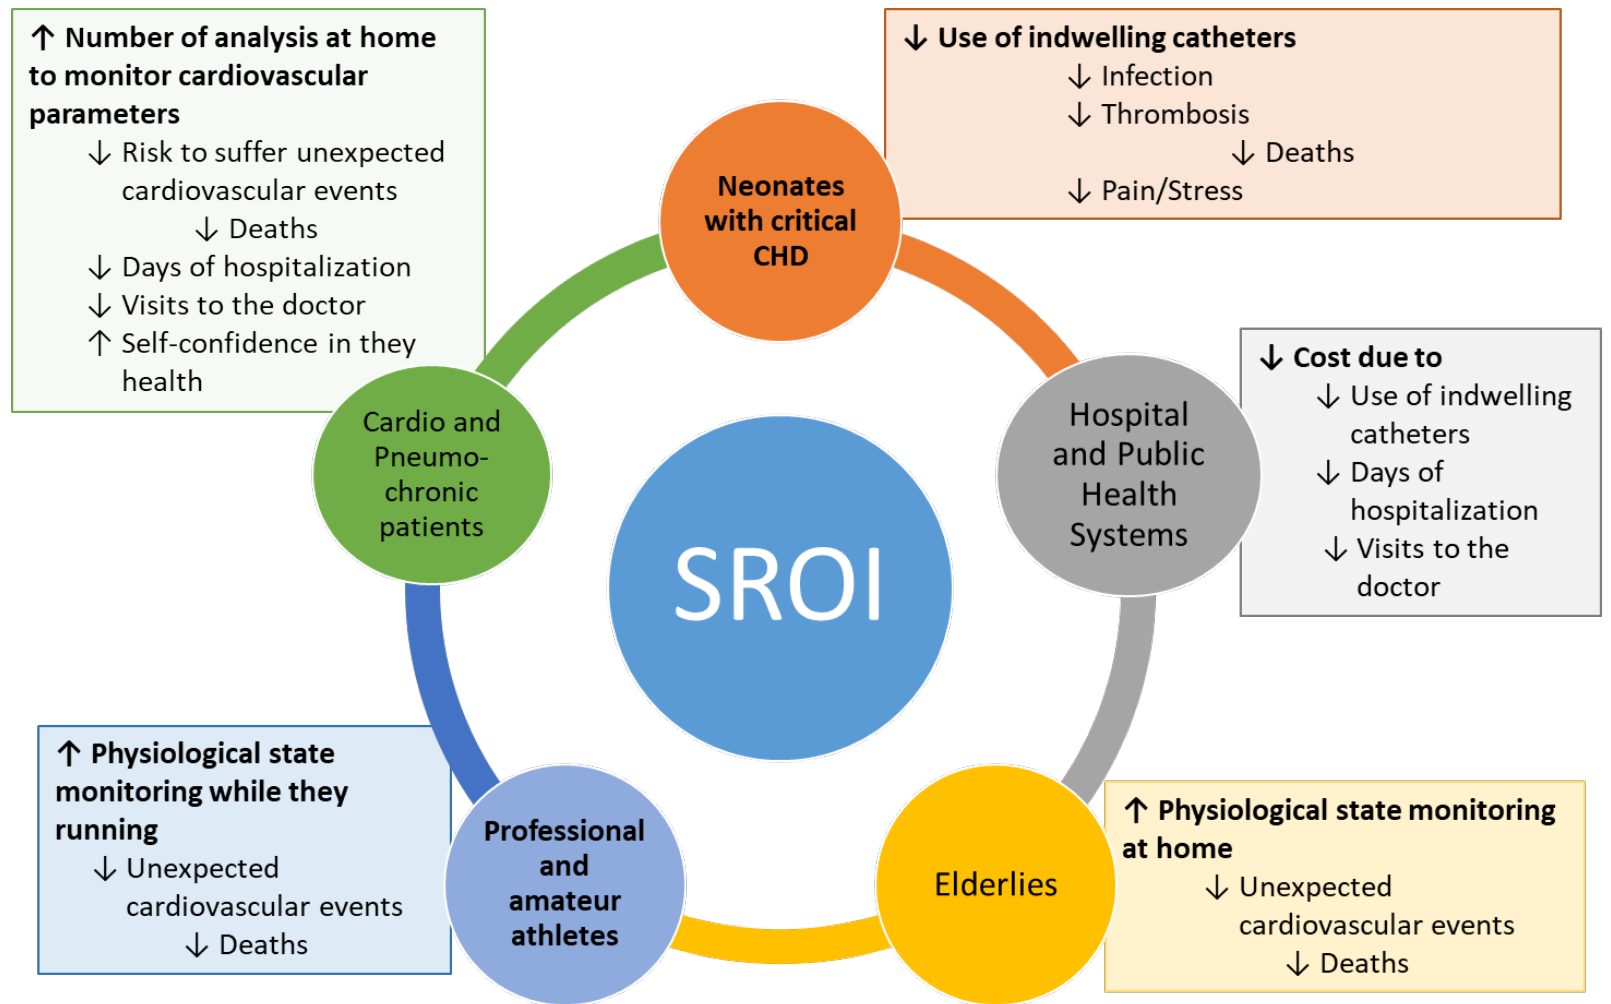 ↑ Number of analysis at home
to monitor cardiovascular
parameters
↓ Risk to suffer unexpected
cardiovascular events
↓ Deaths
↓ Days of hospitalization
↓ Visits to the doctor
↑ Self-confidence in they
health
↓ Use of indwelling catheters
↓ Infection
↓ Thrombosis
↓ Deaths
↓ Pain/Stress
Neonates
with critical
CHD
↓ Cost due to
↓ Use of indwelling
catheters
↓ Days of
hospitalization
↓ Visits to the
doctor
Cardio and
Pneumo-
chronic
patients
Hospital
and Public
Health
Systems
SROI
↑ Physiological state
monitoring while they
running
↓ Unexpected
cardiovascular events
↓ Deaths
Professional
and
amateur
athletes
Elderlies
↑ Physiological state monitoring
at home
↓ Unexpected
cardiovascular events
↓ Deaths